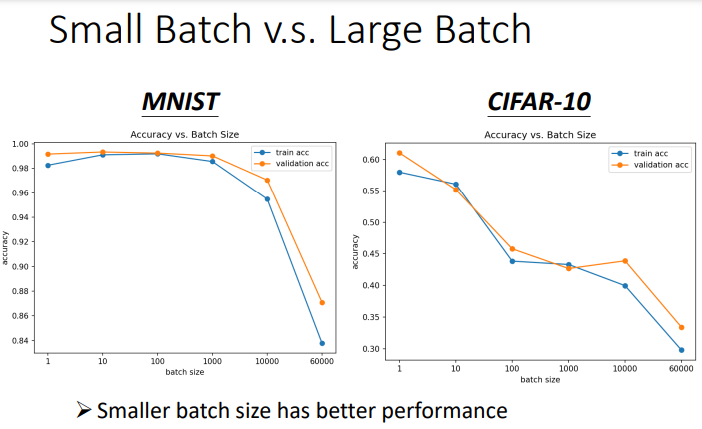 Small Batch v.s. Large Batch
MNIST
Accuracy vs. Batch Size
1.00
0.98
0.96
0.94
0.92
0.90
0.88
0.86
0.84
accuracy
train acc
validation acc
1 10 100 1000 10000 60000
batch size
CIFAR-10
Accuracy vs. Batch Size
0.60
0.55
0.50
0.45
0.40
0.35
0.30
accuracy
train acc
validation acc
1 10 100 1000 10000 60000
batch size
➤ Smaller batch size has better performance